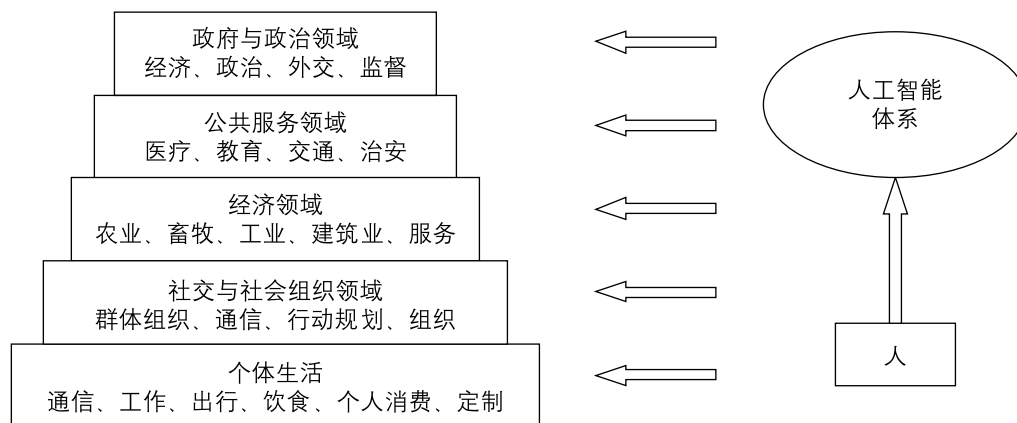 政府与政治领域
经济、政治、外交、监督
公共服务领域
医疗、教育、交通、治安
经济领域
农业、畜牧、工业、建筑业、服务
社交与社会组织领域
群体组织、通信、行动规划、组织
个体生活
通信、工作、出行、饮食、个人消费、定制
人工智能
体系
人